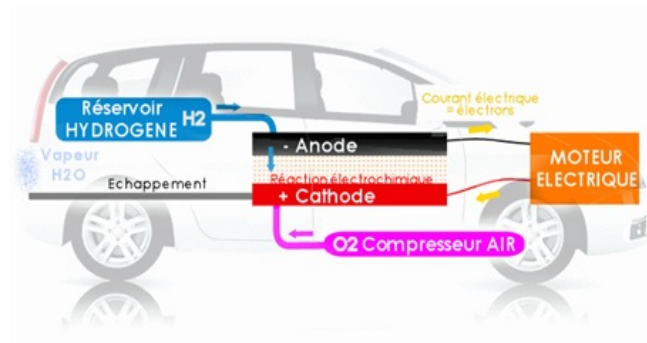 Réservoir
HYDROGENE H2
Courant électrique
= électrons
- Anode
Vapeur
H2O
Echappement
Réaction électrochimique
+ Cathode
MOTEUR
ELECTRIQUE
O2 Compresseur AIR